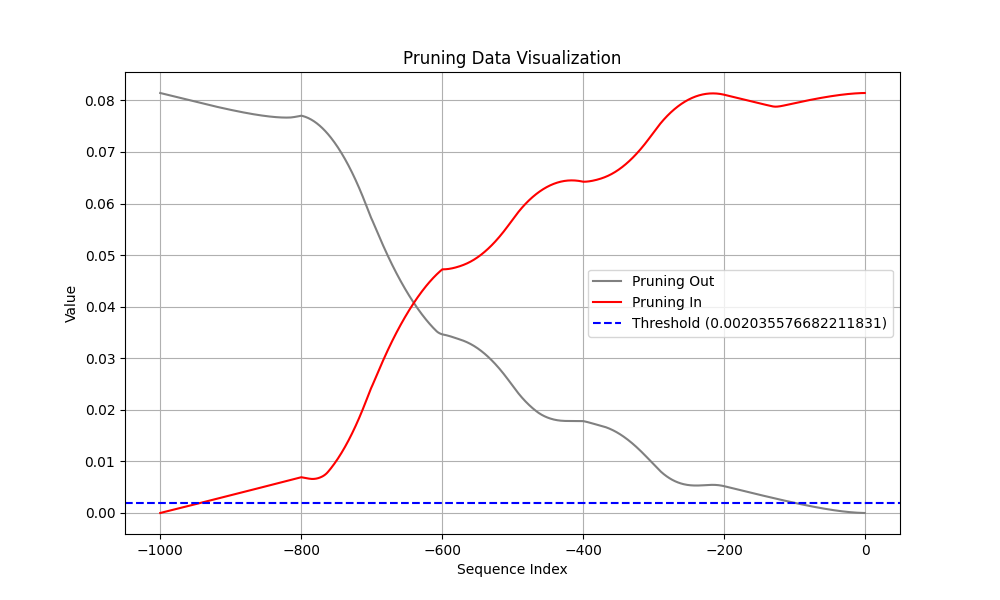 Pruning Data Visualization
Value
0.08
0.07
0.06
0.05
0.04
0.03
0.02
0.01
0.00
Pruning Out
Pruning In
Threshold (0.002035576682211831)
−1000 −800 −600 −400 −200 0
Sequence Index